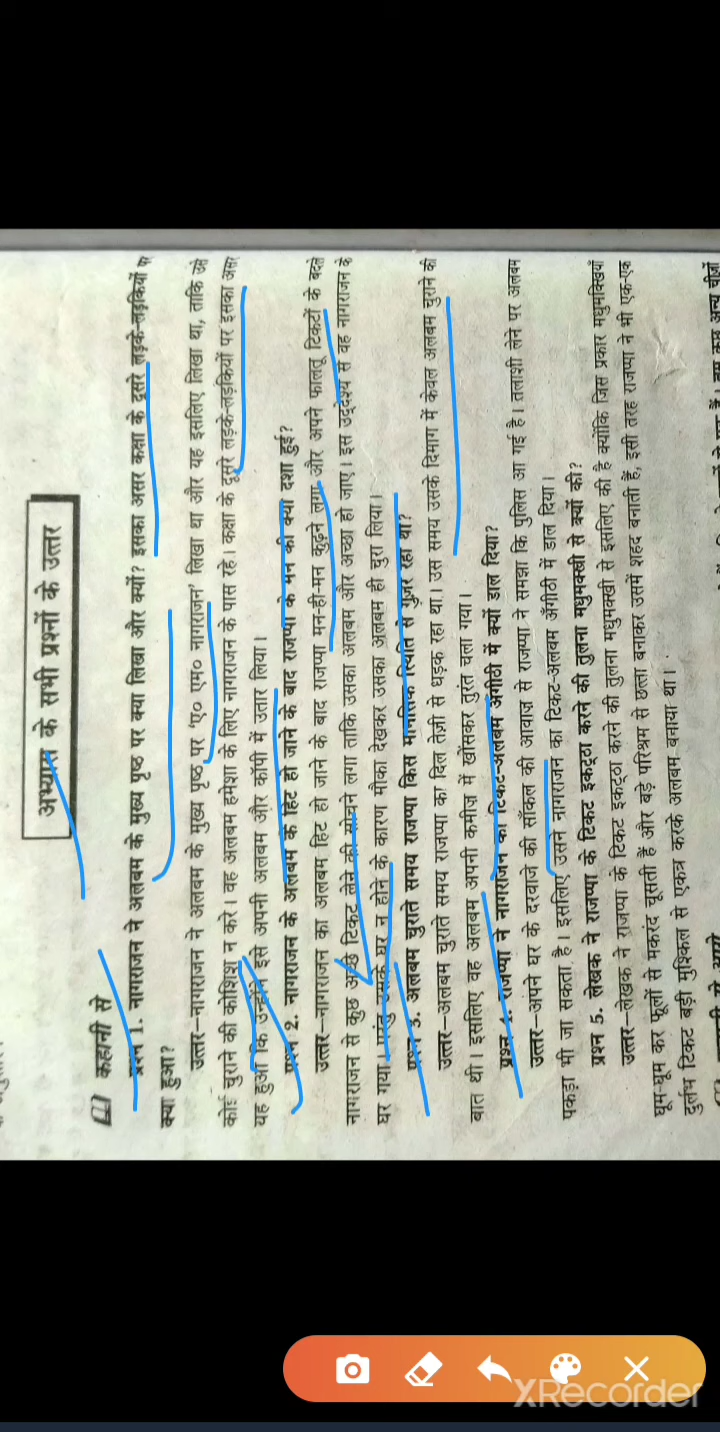 अभ्यास के सभी प्रश्नों के उत्तर
कहानी से
प्रश्न 1. नागराजन ने अलबम के मुख्य पृष्ठ पर क्या लिखा और क्यों? इसका असर कक्षा के दूसरे लड़के-लड़कियों पर
क्या हुआ?
उत्तर—नागराजन ने अलबम के मुख्य पृष्ठ पर 'ए० एम० नागराजन' लिखा था और यह इसलिए लिखा था, ताकि उसे
कोई चुराने की कोशिश न करे। वह अलबम हमेशा के लिए नागराजन के पास रहे। कक्षा के दूसरे लड़के-लड़कियों पर इसका असर
यह हुआ कि उन्होंने इसे अपनी अलबम और कॉपी में उतार लिया।
प्रश्न 2. नागराजन के अलबम के हिट हो जाने के बाद राजप्पा के मन की क्या दशा हुई?
उत्तर—नागराजन का अलबम हिट हो जाने के बाद राजप्पा मन-ही-मन कुढ़ने लगा और अपने फालतू टिकटों के बदले
नागराजन से कुछ अच्छे टिकट लेने की सोचने लगा ताकि उसका अलबम और अच्छा हो जाए। इस उद्देश्य से वह नागराजन के
घर गया। परंतु उसके घर न होने के कारण मौका देखकर उसका अलबम ही चुरा लिया।
प्रश्न 3. अलबम चुराते समय राजप्पा किस मानसिक स्थिति से गुज़र रहा था?
उत्तर—अलबम चुराते समय राजप्पा का दिल तेज़ी से धड़क रहा था। उस समय उसके दिमाग में केवल अलबम चुराने की
बात थी। इसलिए वह अलबम अपनी कमीज़ में खोंसकर तुरंत चला गया।
प्रश्न 4. राजप्पा ने नागराजन का टिकट-अलबम अँगीठी में क्यों डाल दिया?
उत्तर—अपने घर के दरवाजे की साँकल की आवाज़ से राजप्पा ने समझा कि पुलिस आ गई है। तलाशी लेने पर अलबम
पकड़ा भी जा सकता है। इसलिए उसने नागराजन का टिकट-अलबम अँगीठी में डाल दिया।
प्रश्न 5. लेखक ने राजप्पा के टिकट इकट्ठा करने की तुलना मधुमक्खी से क्यों की?
उत्तर—लेखक ने राजप्पा के टिकट इकट्ठा करने की तुलना मधुमक्खी से इसलिए की है क्योंकि जिस प्रकार मधुमक्खियाँ
घूम-घूम कर फूलों से मकरंद चूसती हैं और बड़े परिश्रम से छत्ता बनाकर उसमें शहद बनाती हैं, इसी तरह राजप्पा ने भी एक-एक
दुर्लभ टिकट बड़ी मुश्किल से एकत्र करके अलबम बनाया था।
XRecorder